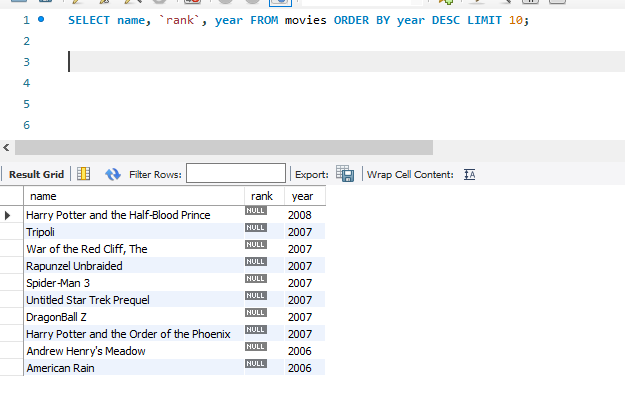 1 SELECT name, `rank`, year FROM movies ORDER BY year DESC LIMIT 10;
2
3
4
5
6
Result Grid Filter Rows: Export: Wrap Cell Content: IA
name rank year
Harry Potter and the Half-Blood Prince NULL 2008
Tripoli NULL 2007
War of the Red Cliff, The NULL 2007
Rapunzel Unbraided NULL 2007
Spider-Man 3 NULL 2007
Untitled Star Trek Prequel NULL 2007
DragonBall Z NULL 2007
Harry Potter and the Order of the Phoenix NULL 2007
Andrew Henry's Meadow NULL 2006
American Rain NULL 2006